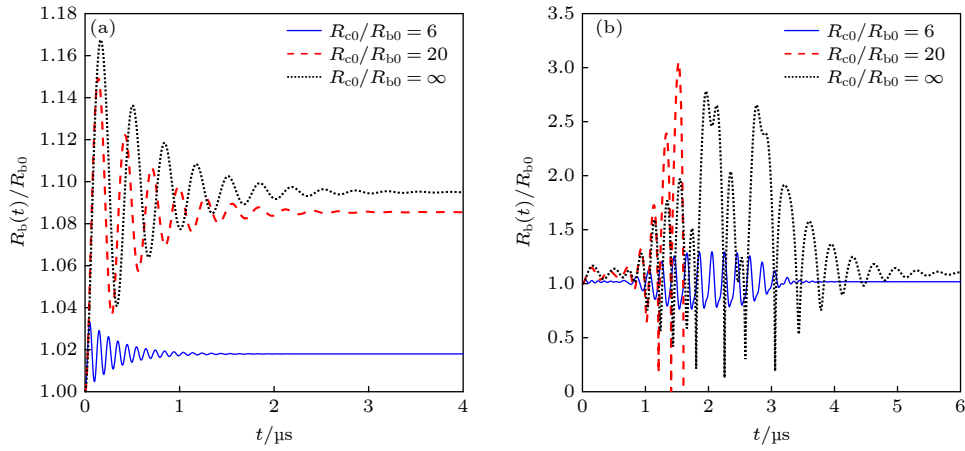 (a)
R_c0/R_b0 = 6
R_c0/R_b0 = 20
R_c0/R_b0 = ∞
1.18
1.16
1.14
1.12
1.10
1.08
1.06
1.04
1.02
1.00
R_b(t)/R_b0
0 1 2 3 4
t/μs
(b)
R_c0/R_b0 = 6
R_c0/R_b0 = 20
R_c0/R_b0 = ∞
3.5
3.0
2.5
2.0
1.5
1.0
0.5
0
R_b(t)/R_b0
0 1 2 3 4 5 6
t/μs